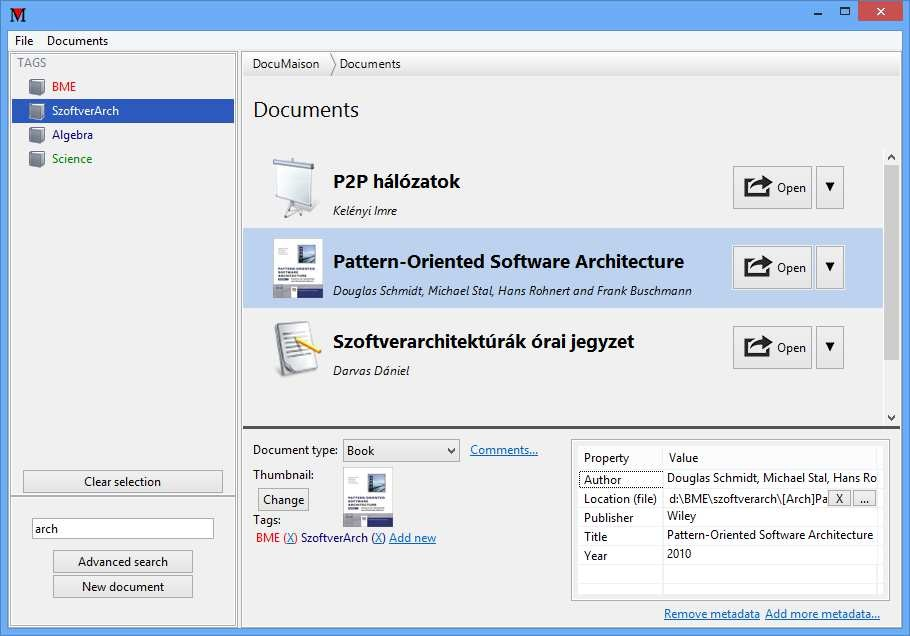 File Documents
TAGS
BME
SzoftverArch
Algebra
Science
Clear selection
arch
Advanced search
New document
DocuMaison Documents
Documents
P2P hálózatok
Kelényi Imre
Open
Pattern-Oriented Software Architecture
Douglas Schmidt, Michael Stal, Hans Rohnert and Frank Buschmann
Open
Szoftverarchitektúrák órai jegyzet
Darvas Dániel
Open
Document type: Book Comments...
Thumbnail:
Change
PATTERN-ORIENTED
SOFTWARE
ARCHITECTURE
Tags:
BME (X) SzoftverArch (X) Add new
Property Value
Author Douglas Schmidt, Michael Stal, Hans Ro
Location (file) d:\BME\szoftverarch\[Arch]Pa X ...
Publisher Wiley
Title Pattern-Oriented Software Architecture
Year 2010
Remove metadata Add more metadata...